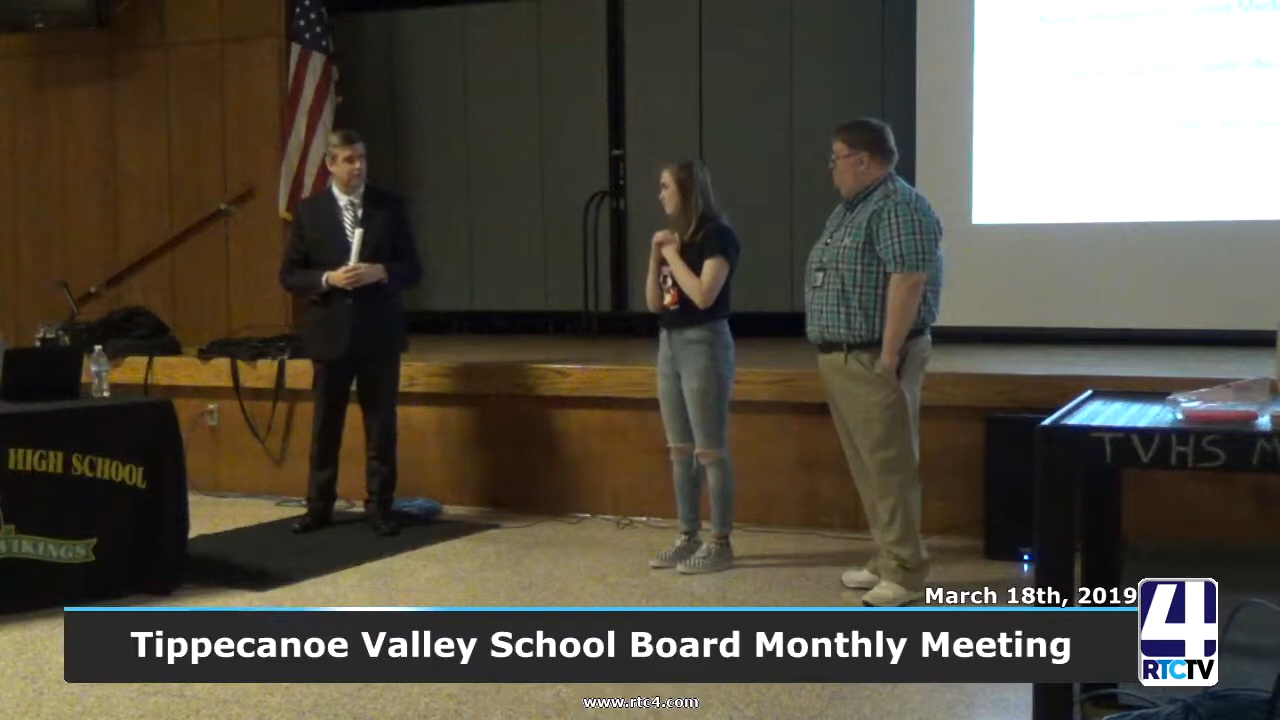 HIGH SCHOOL
VIKINGS
TVHS M
March 18th, 2019
Tippecanoe Valley School Board Monthly Meeting
4
RTCTV
www.rtc4.com